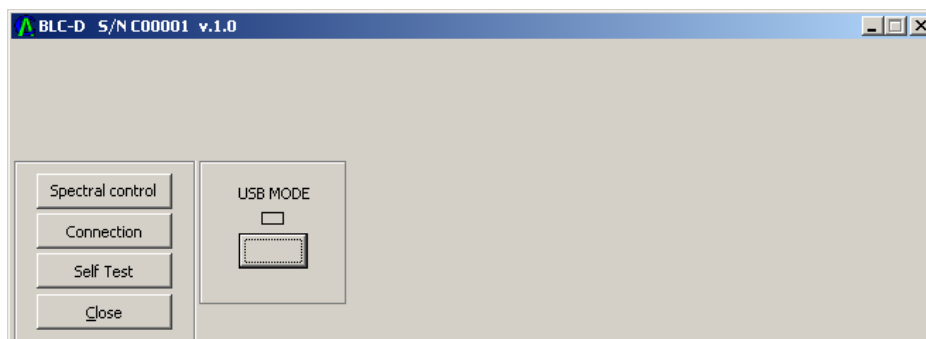 BLC-D S/N C00001 v.1.0
Spectral control
Connection
Self Test
Close
USB MODE